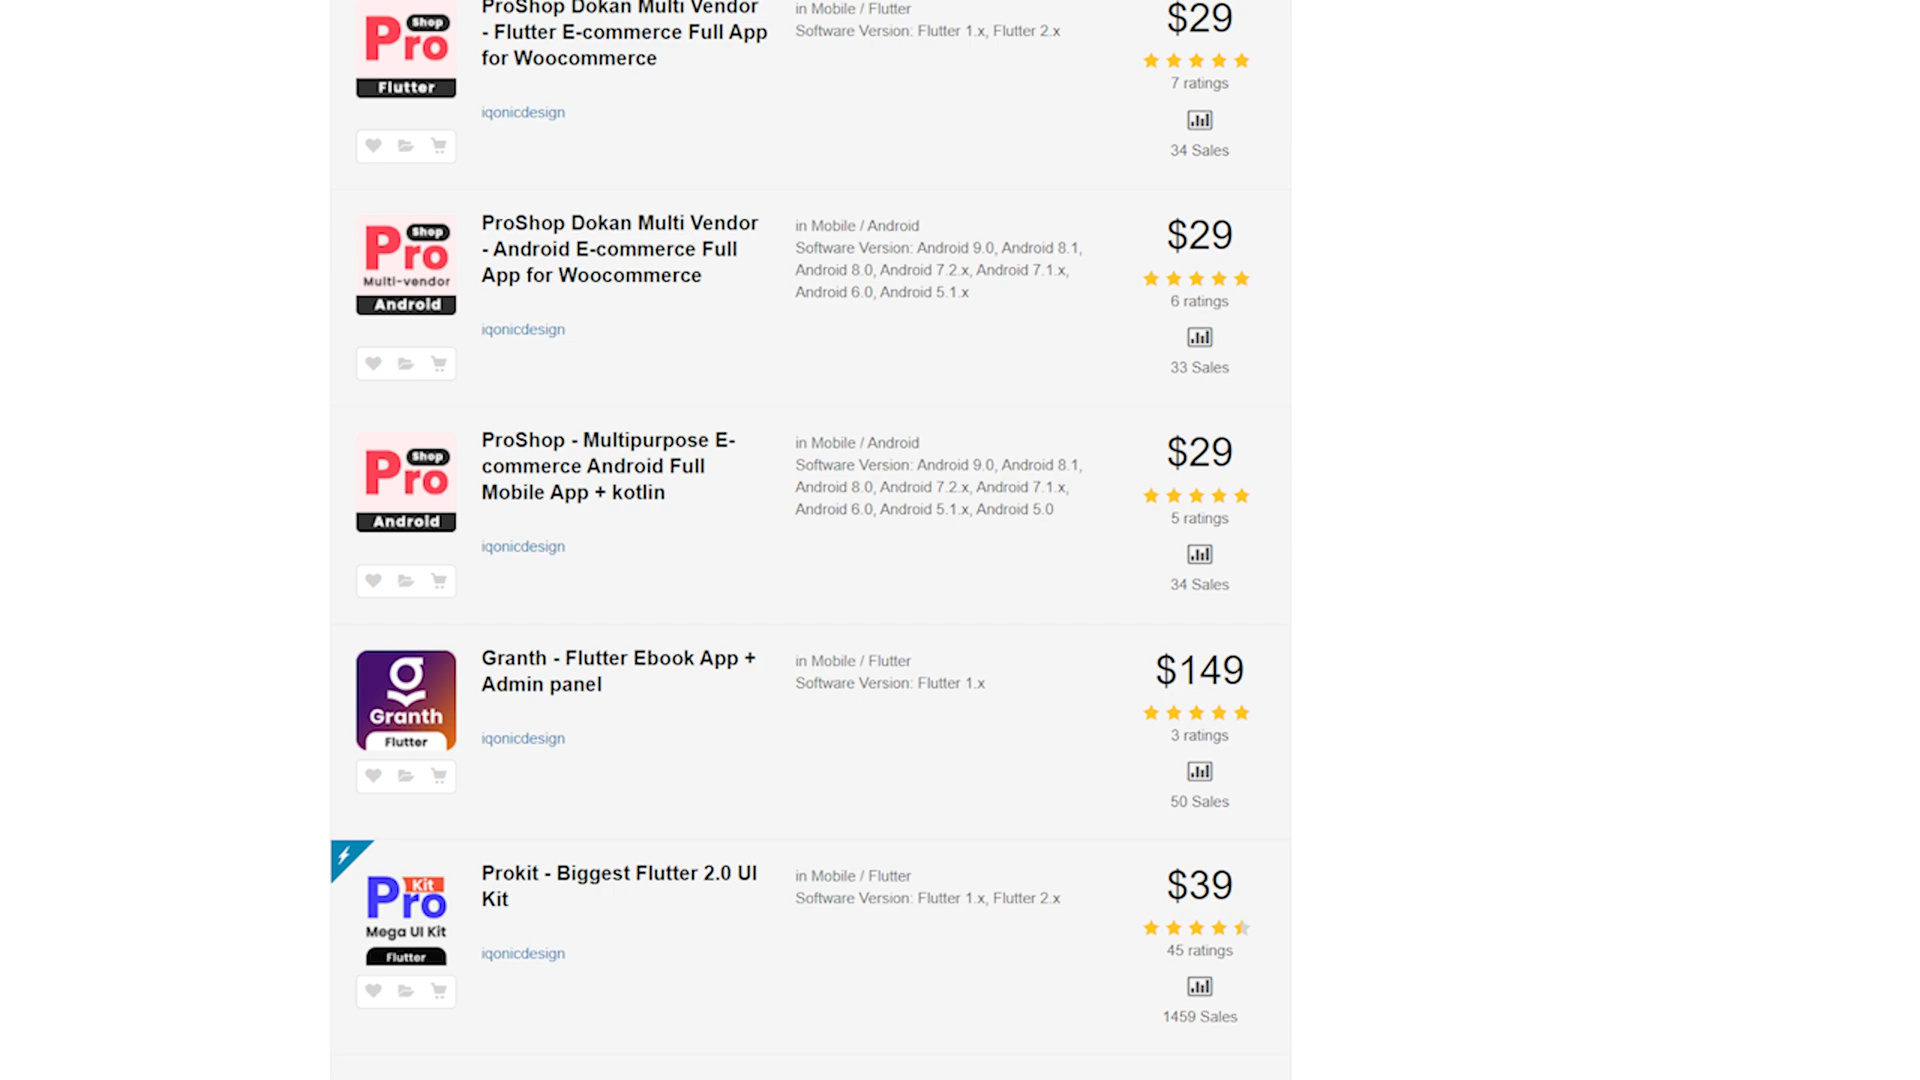 Shop
Pro
Flutter
ProShop Dokan Multi Vendor
- Flutter E-commerce Full App
for Woocommerce
iqonicdesign
in Mobile / Flutter
Software Version: Flutter 1.x, Flutter 2.x
$29
7 ratings
34 Sales
Shop
Pro
Multi-vendor
Android
ProShop Dokan Multi Vendor
- Android E-commerce Full
App for Woocommerce
iqonicdesign
in Mobile / Android
Software Version: Android 9.0, Android 8.1,
Android 8.0, Android 7.2.x, Android 7.1.x,
Android 6.0, Android 5.1.x
$29
6 ratings
33 Sales
Shop
Pro
Android
ProShop - Multipurpose E-
commerce Android Full
Mobile App + kotlin
iqonicdesign
in Mobile / Android
Software Version: Android 9.0, Android 8.1,
Android 8.0, Android 7.2.x, Android 7.1.x,
Android 6.0, Android 5.1.x, Android 5.0
$29
5 ratings
34 Sales
Granth
Flutter
Granth - Flutter Ebook App +
Admin panel
iqonicdesign
in Mobile / Flutter
Software Version: Flutter 1.x
$149
3 ratings
50 Sales
Kit
Pro
Mega UI Kit
Flutter
Prokit - Biggest Flutter 2.0 UI
Kit
iqonicdesign
in Mobile / Flutter
Software Version: Flutter 1.x, Flutter 2.x
$39
45 ratings
1459 Sales